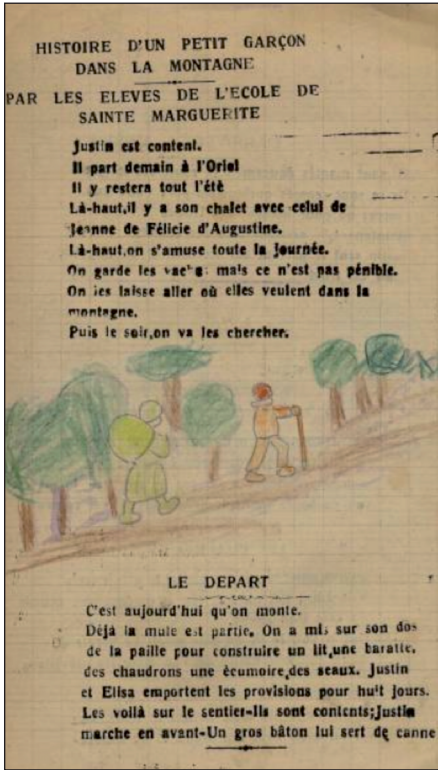 HISTOIRE D'UN PETIT GARÇON
DANS LA MONTAGNE
PAR LES ELEVES DE L'ECOLE DE
SAINTE MARGUERITE
Justin est content.
Il part demain à l'Oriol
Il y restera tout l'étè
Là-haut,il y a son chalet avec celui de
Jeanne de Félicie d'Augustine.
Là-haut,on s'amuse toute la journée.
On garde les vaches mais ce n'est pas pénible.
On les laisse aller où elles veulent dans la
montagne.
Puis le soir,on va les chercher.
LE DEPART
C'est aujourd'hui qu'on monte.
Déjà la mule est partie. On a mis sur son dos
de la paille pour construire un lit,une baratte,
des chaudrons une écumoire,des seaux. Justin
et Elisa emportent les provisions pour huit jours.
Les voilà sur le sentier-Ils sont contents;Justin
marche en avant-Un gros bâton lui sert de canne